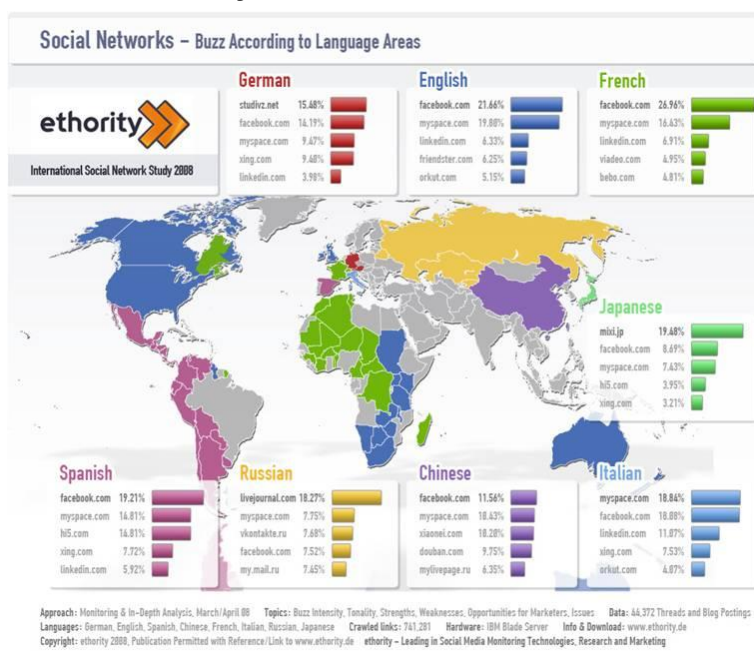 Social Networks – Buzz According to Language Areas
ethority
International Social Network Study 2008
German
studivz.net 15.48%
facebook.com 14.19%
myspace.com 9.47%
xing.com 9.40%
linkedin.com
English
facebook.com 21.66%
myspace.com
linkedin.com 6.33%
friendster.com 6.25%
orkut.com 5.15%
French
facebook.com 26.96%
myspace.com 16.43%
linkedin.com 6.91%
viadeo.com 4.95%
bebo.com 4.81%
Japanese
mixi.jp
facebook.com 8.69%
myspace.com 7.43%
hi5.com 3.95%
xing.com 3.21%
Spanish
facebook.com 19.21%
myspace.com 14.81%
hi5.com 14.81%
xing.com 7.72%
linkedin.com 5,92%
Russian
livejournal.com 18.27%
myspace.com 7.75%
vkontakte.ru 7.68%
facebook.com 7.52%
my.mail.ru 7.45%
Chinese
facebook.com 11.56%
myspace.com 10.43%
xiaonei.com 10.28%
douban.com 9.75%
mylivepage.ru 6.35%
Italian
myspace.com 18.84%
facebook.com
linkedin.com 11.07%
xing.com 7.53%
orkut.com 4.07%
Approach: Monitoring & In-Depth Analysis, March/April 08 Topics: Buzz Intensity, Tonality, Strengths, Weaknesses, Opportunities for Marketers, Issues Data: 44,372 Threads and Blog Postings
Languages: German, English, Spanish, Chinese, French, Italian, Russian, Japanese Crawled links: 741,281 Hardware: IBM Blade Server Info & Download: www.ethority.de
Copyright: ethority 2008, Publication Permitted with Reference/Link to www.ethority.de ethority – Leading in Social Media Monitoring Technologies, Research and Marketing